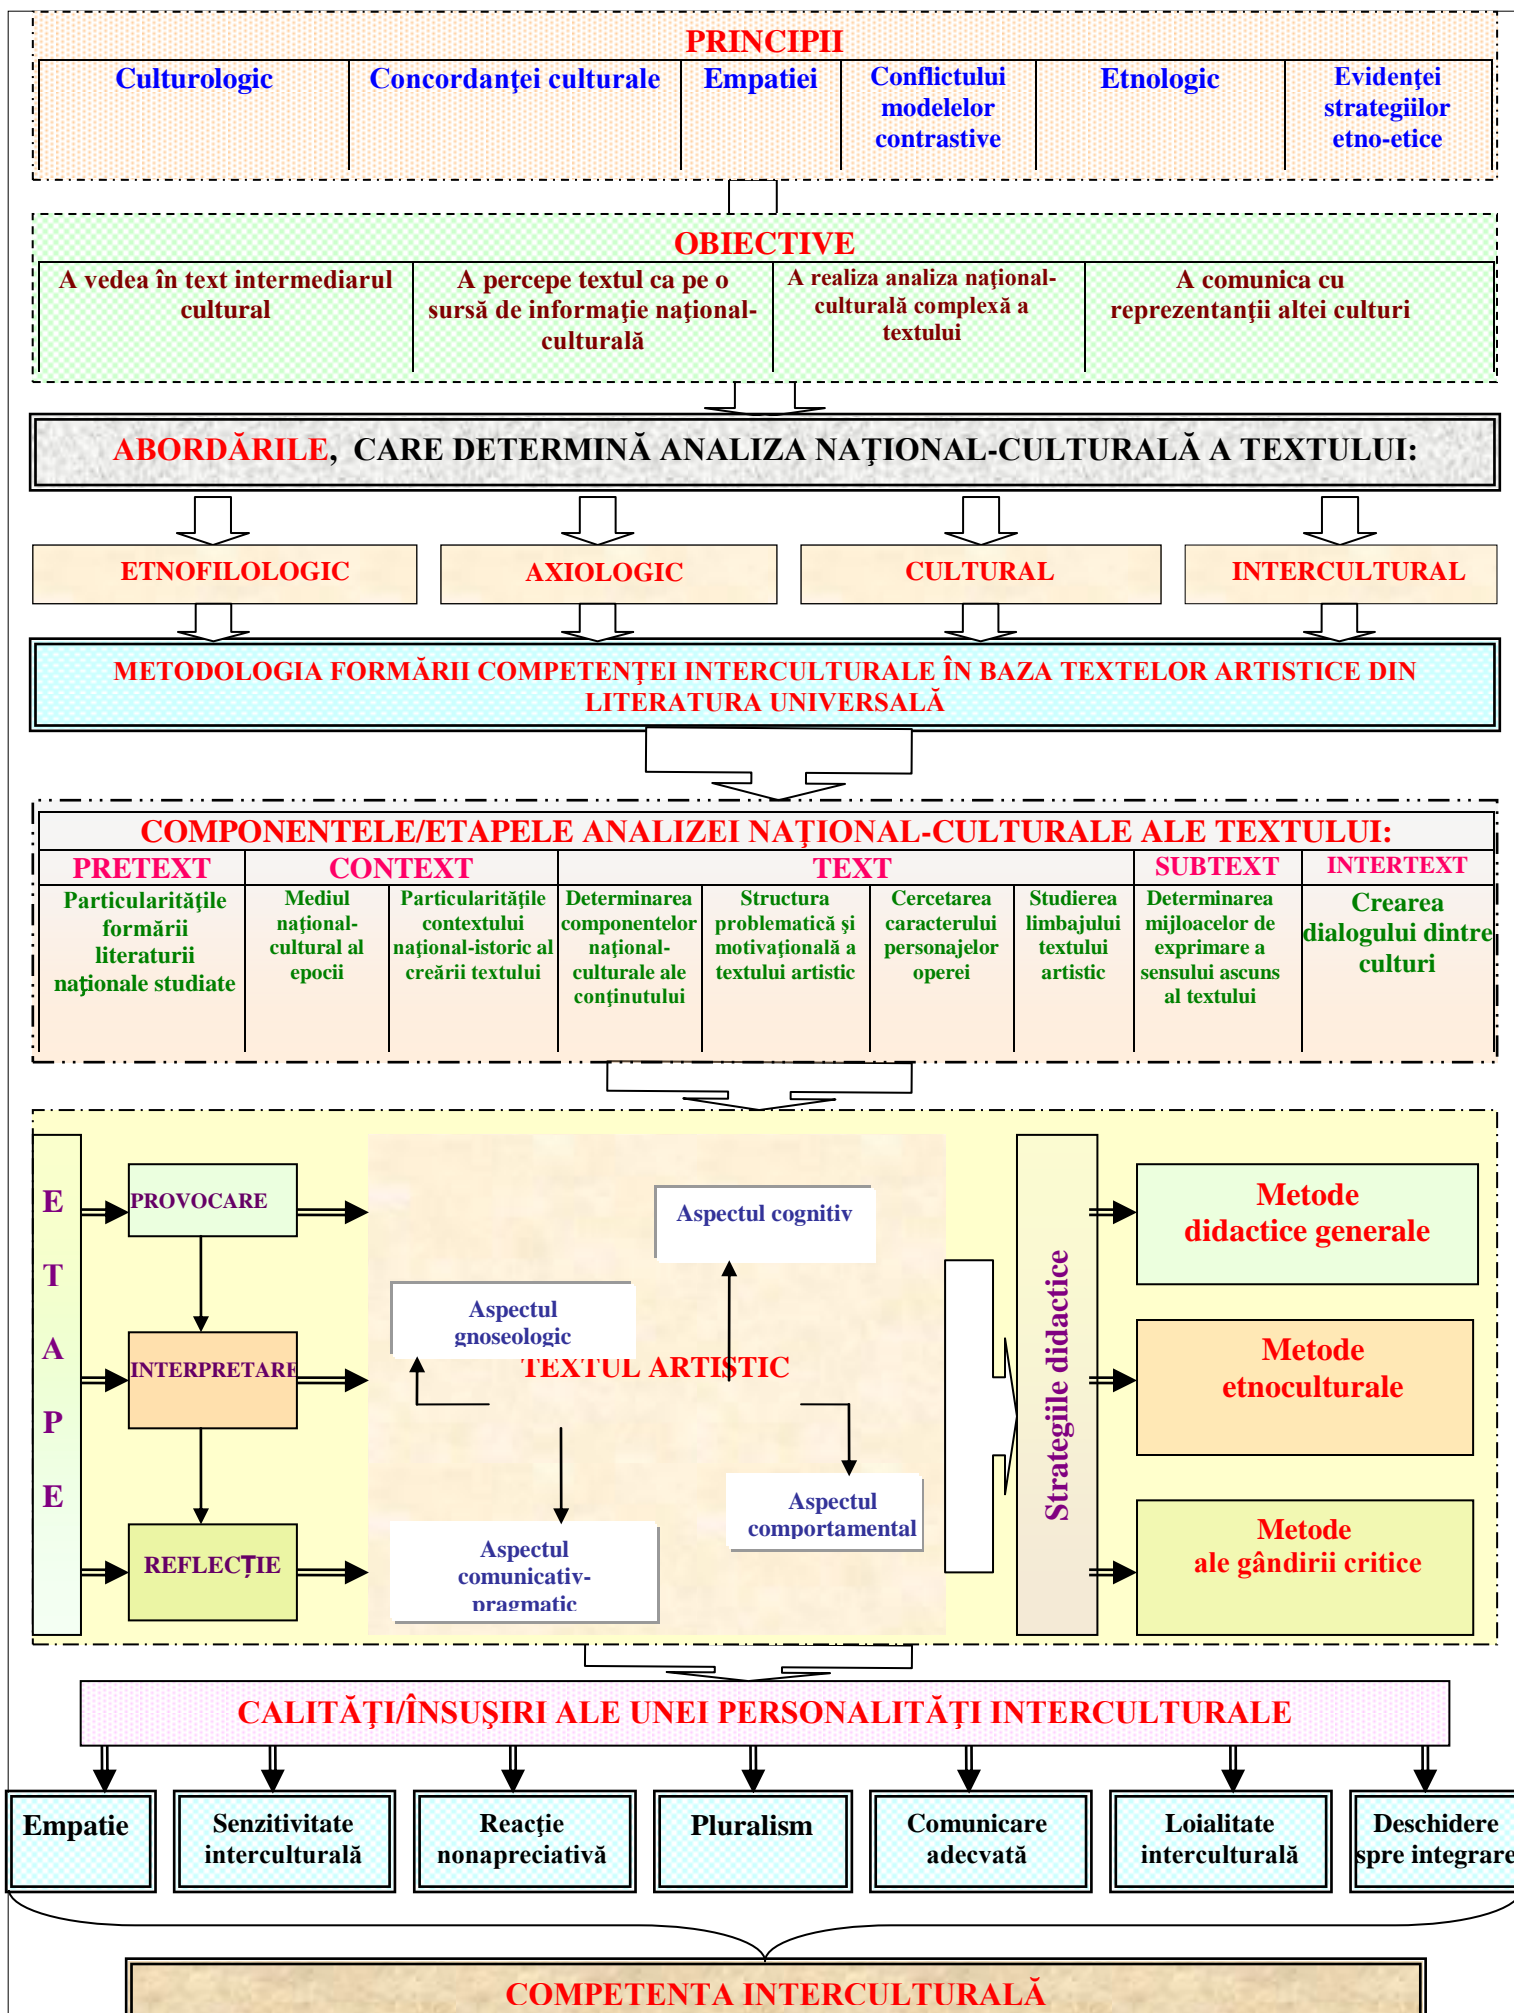 PRINCIPII
Culturologic
Concordanţei culturale
Empatiei
Conflictului
modelelor
contrastive
Etnologic
Evidenţei
strategiilor
etno-etice
OBIECTIVE
A vedea în text intermediarul
cultural
A percepe textul ca pe o
sursă de informaţie naţional-
culturală
A realiza analiza naţional-
culturală complexă a
textului
A comunica cu
reprezentanţii altei culturi
ABORDĂRILE, CARE DETERMINĂ ANALIZA NAŢIONAL-CULTURALĂ A TEXTULUI:
ETNOFILOLOGIC
AXIOLOGIC
CULTURAL
INTERCULTURAL
METODOLOGIA FORMĂRII COMPETENŢEI INTERCULTURALE ÎN BAZA TEXTELOR ARTISTICE DIN
LITERATURA UNIVERSALĂ
COMPONENTELE/ETAPELE ANALIZEI NAŢIONAL-CULTURALE ALE TEXTULUI:
PRETEXT
CONTEXT
TEXT
SUBTEXT
INTERTEXT
Particularităţile
formării
literaturii
naţionale studiate
Mediul
naţional-
cultural al
epocii
Particularităţile
contextului
naţional-istoric al
creării textului
Determinarea
componentelor
naţional-
culturale ale
conţinutului
Structura
problematică şi
motivaţională a
textului artistic
Cercetarea
caracterului
personajelor
operei
Studierea
limbajului
textului
artistic
Determinarea
mijloacelor de
exprimare a
sensului ascuns
al textului
Crearea
dialogului dintre
culturi
E
T
A
P
E
PROVOCARE
INTERPRETARE
REFLECŢIE
Aspectul cognitiv
Aspectul
gnoseologic
TEXTUL ARTISTIC
Aspectul
comportamental
Aspectul
comunicativ-
pragmatic
Strategiile didactice
Metode
didactice generale
Metode
etnoculturale
Metode
ale gândirii critice
CALITĂŢI/ÎNSUŞIRI ALE UNEI PERSONALITĂŢI INTERCULTURALE
Empatie
Senzitivitate
interculturală
Reacţie
nonapreciativă
Pluralism
Comunicare
adecvată
Loialitate
interculturală
Deschidere
spre integrare
COMPETENTA INTERCULTURALĂ